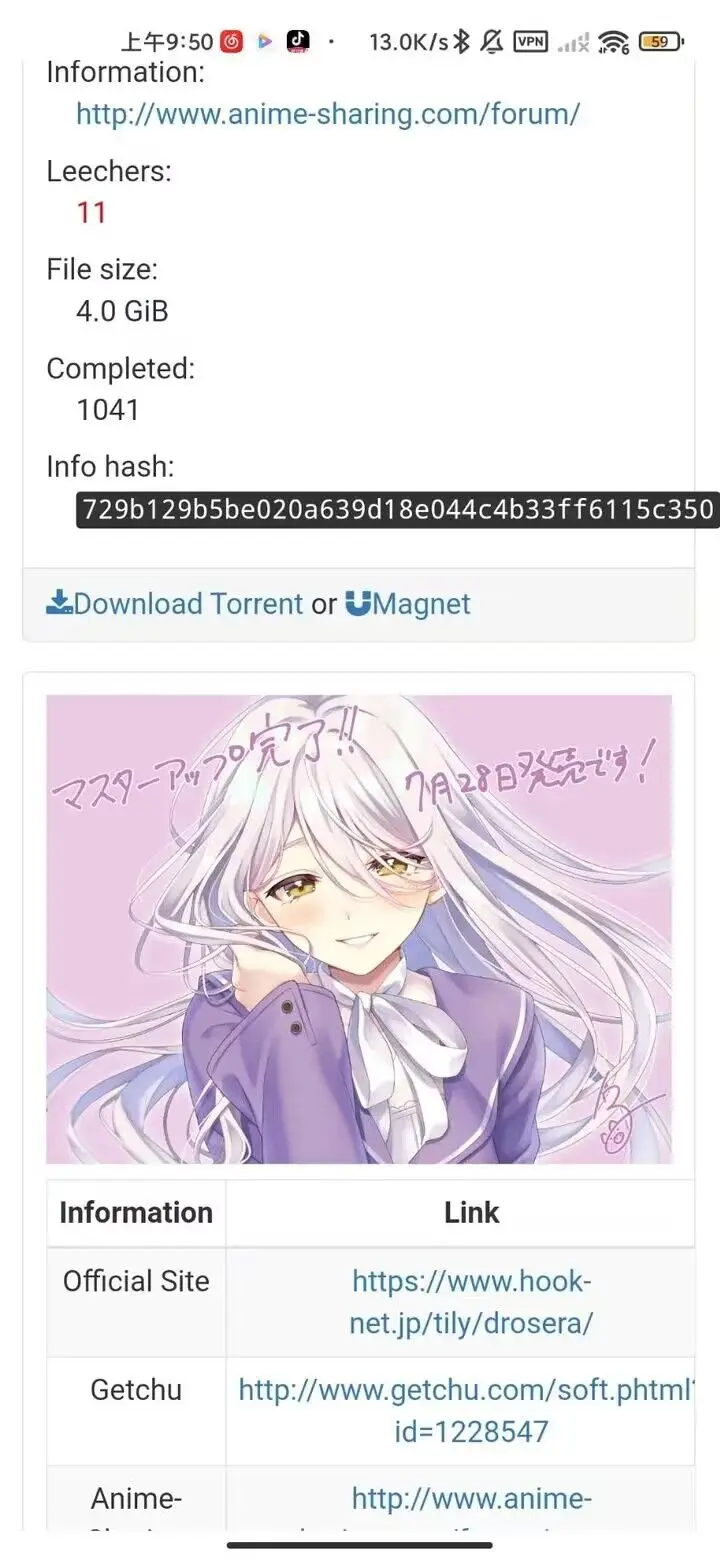 上午9:50
13.0K/s
VPN
6
59
Information:
http://www.anime-sharing.com/forum/
Leechers:
11
File size:
4.0 GiB
Completed:
1041
Info hash:
729b129b5be020a639d18e044c4b33ff6115c350
Download Torrent or Magnet
マスターアップ完了!!
7月28日発売です!
Information
Link
Official Site
https://www.hook-
net.jp/tily/drosera/
Getchu
http://www.getchu.com/soft.phtml?
id=1228547
Anime-
http://www.anime-